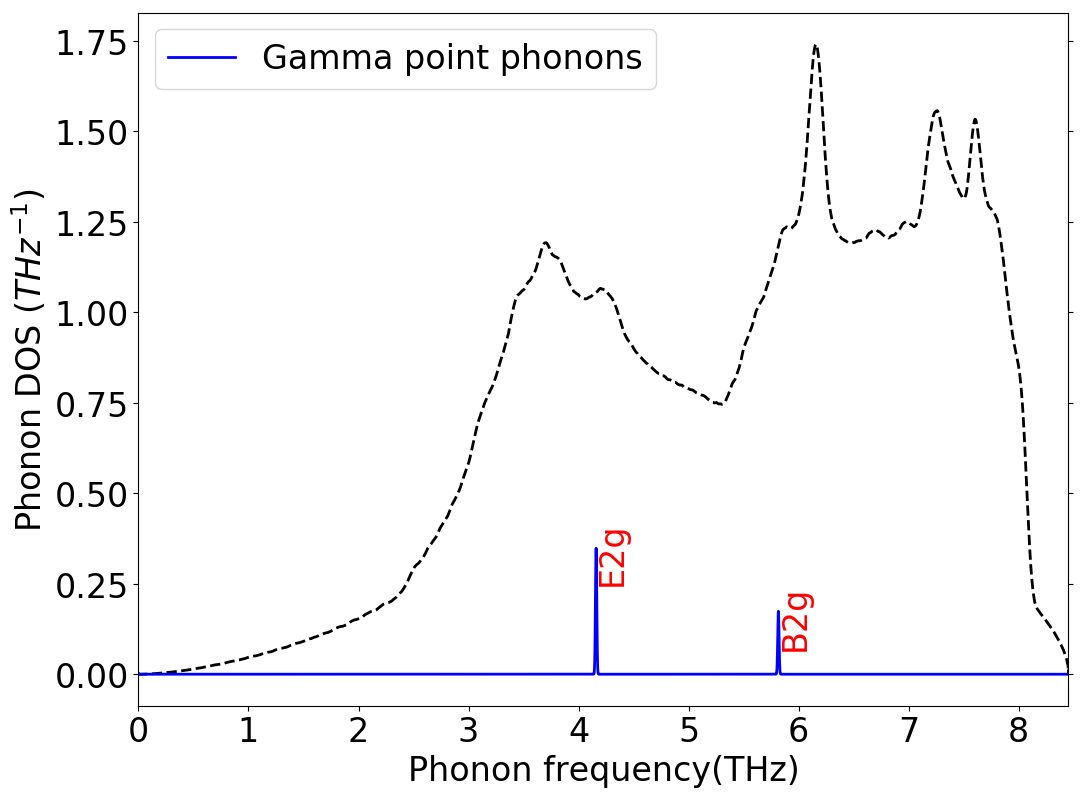 Gamma point phonons
Phonon DOS (THz⁻¹)
1.75
1.50
1.25
1.00
0.75
0.50
0.25
0.00
E2g
B2g
0 1 2 3 4 5 6 7 8
Phonon frequency(THz)